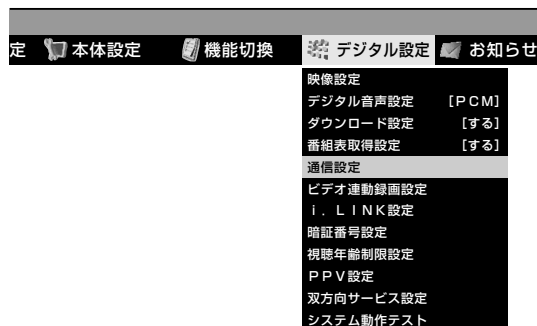 定 本体設定 機能切換 デジタル設定 お知らせ
映像設定
デジタル音声設定 [PCM]
ダウンロード設定 [する]
番組表取得設定 [する]
通信設定
ビデオ連動録画設定
i．LINK設定
暗証番号設定
視聴年齢制限設定
PPV設定
双方向サービス設定
システム動作テスト